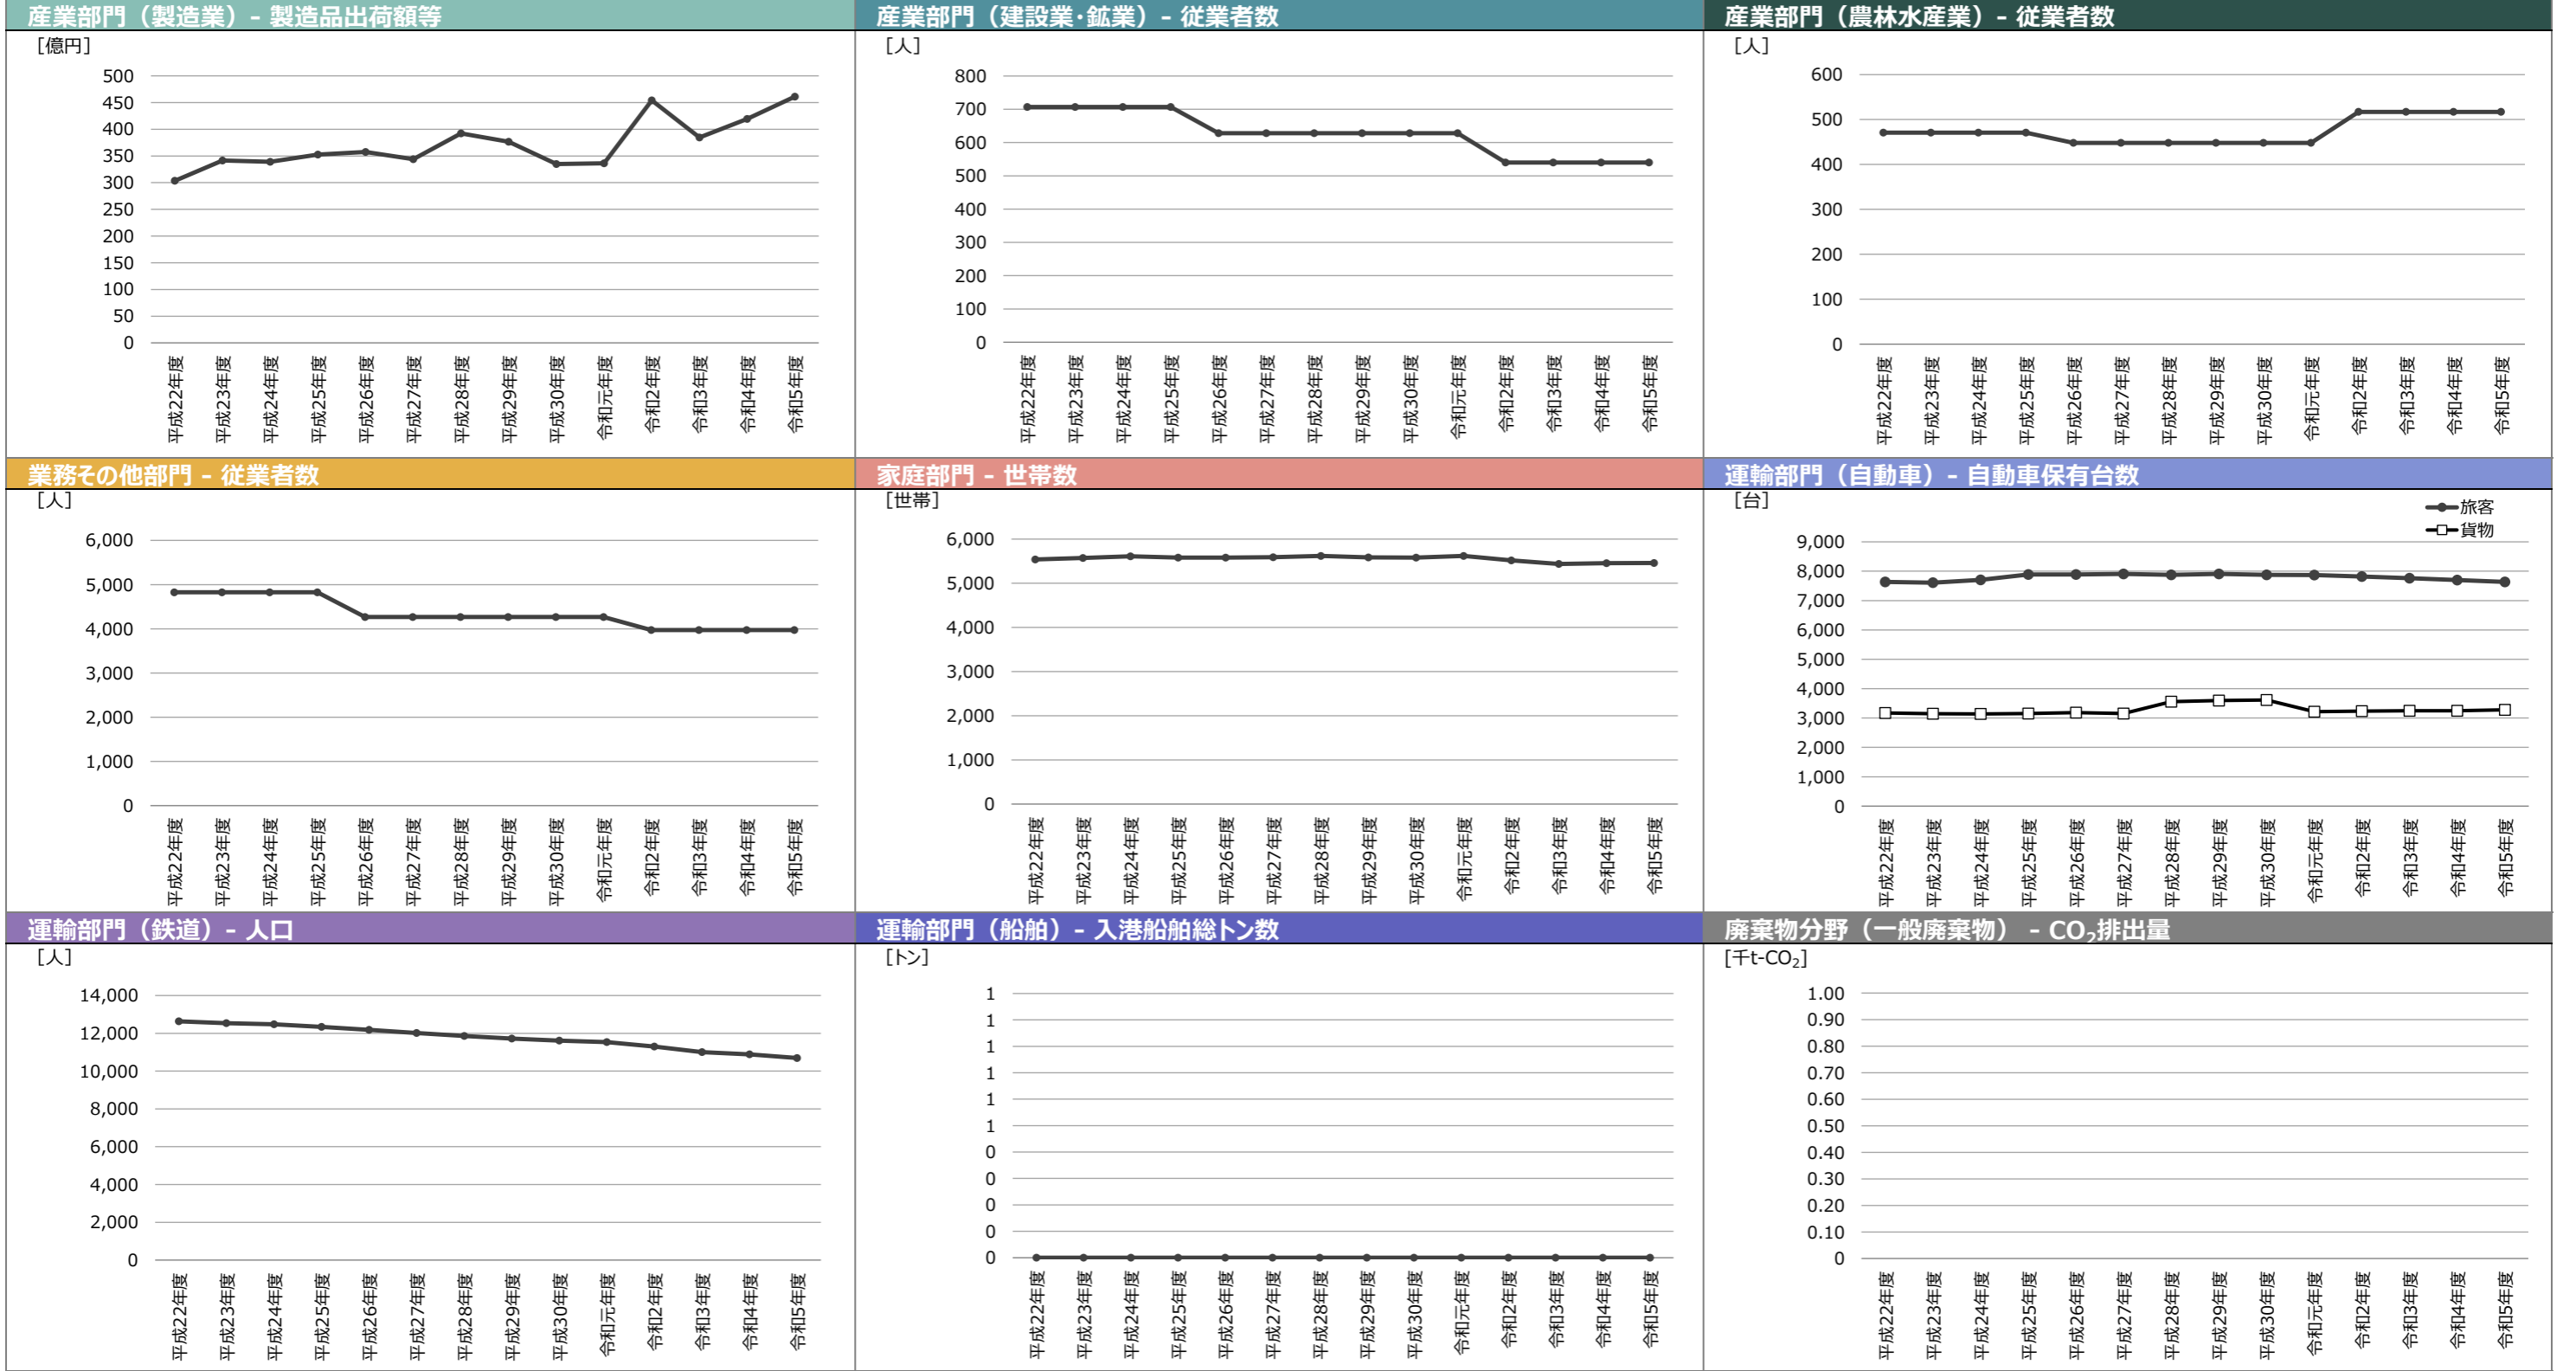 産業部門（製造業）- 製造品出荷額等
[億円]
500
450
400
350
300
250
200
150
100
50
0
平成22年度
平成23年度
平成24年度
平成25年度
平成26年度
平成27年度
平成28年度
平成29年度
平成30年度
令和元年度
令和2年度
令和3年度
令和4年度
令和5年度
産業部門（建設業･鉱業）- 従業者数
[人]
800
700
600
500
400
300
200
100
0
平成22年度
平成23年度
平成24年度
平成25年度
平成26年度
平成27年度
平成28年度
平成29年度
平成30年度
令和元年度
令和2年度
令和3年度
令和4年度
令和5年度
産業部門（農林水産業）- 従業者数
[人]
600
500
400
300
200
100
0
平成22年度
平成23年度
平成24年度
平成25年度
平成26年度
平成27年度
平成28年度
平成29年度
平成30年度
令和元年度
令和2年度
令和3年度
令和4年度
令和5年度
業務その他部門 - 従業者数
[人]
6,000
5,000
4,000
3,000
2,000
1,000
0
平成22年度
平成23年度
平成24年度
平成25年度
平成26年度
平成27年度
平成28年度
平成29年度
平成30年度
令和元年度
令和2年度
令和3年度
令和4年度
令和5年度
家庭部門 - 世帯数
[世帯]
6,000
5,000
4,000
3,000
2,000
1,000
0
平成22年度
平成23年度
平成24年度
平成25年度
平成26年度
平成27年度
平成28年度
平成29年度
平成30年度
令和元年度
令和2年度
令和3年度
令和4年度
令和5年度
運輸部門（自動車）- 自動車保有台数
[台]
旅客
貨物
9,000
8,000
7,000
6,000
5,000
4,000
3,000
2,000
1,000
0
平成22年度
平成23年度
平成24年度
平成25年度
平成26年度
平成27年度
平成28年度
平成29年度
平成30年度
令和元年度
令和2年度
令和3年度
令和4年度
令和5年度
運輸部門（鉄道）- 人口
[人]
14,000
12,000
10,000
8,000
6,000
4,000
2,000
0
平成22年度
平成23年度
平成24年度
平成25年度
平成26年度
平成27年度
平成28年度
平成29年度
平成30年度
令和元年度
令和2年度
令和3年度
令和4年度
令和5年度
運輸部門（船舶）- 入港船舶総トン数
[トン]
1
1
1
1
1
1
0
0
0
0
0
平成22年度
平成23年度
平成24年度
平成25年度
平成26年度
平成27年度
平成28年度
平成29年度
平成30年度
令和元年度
令和2年度
令和3年度
令和4年度
令和5年度
廃棄物分野（一般廃棄物） - CO₂排出量
[千t-CO₂]
1.00
0.90
0.80
0.70
0.60
0.50
0.40
0.30
0.20
0.10
0
平成22年度
平成23年度
平成24年度
平成25年度
平成26年度
平成27年度
平成28年度
平成29年度
平成30年度
令和元年度
令和2年度
令和3年度
令和4年度
令和5年度